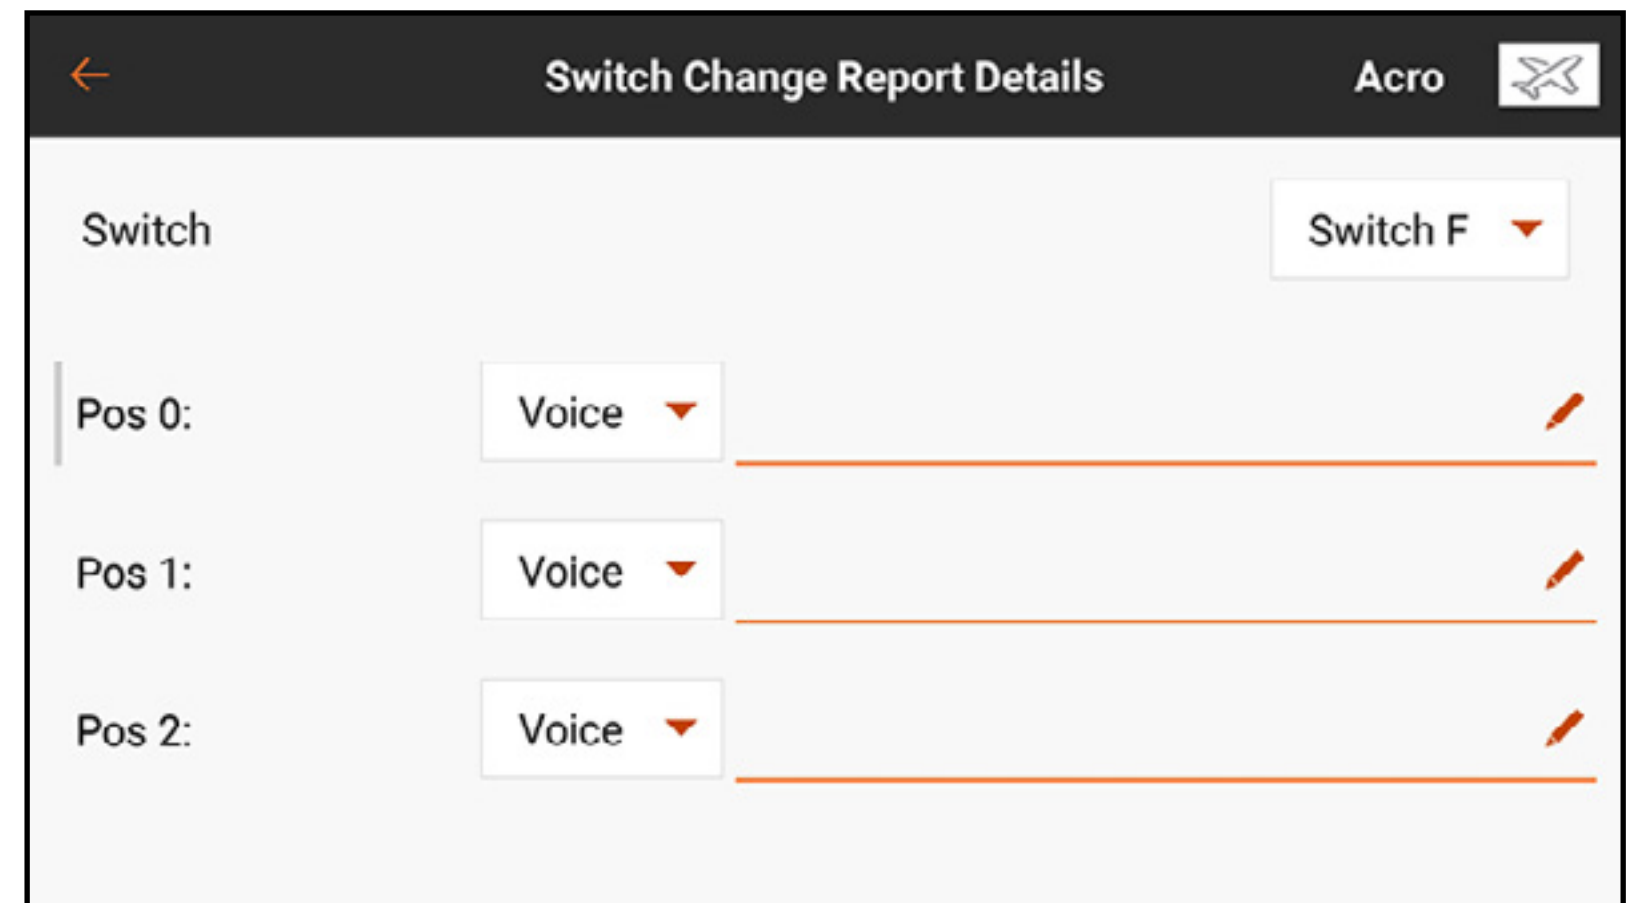 Switch Change Report Details Acro
Switch Switch F
Pos 0: Voice
Pos 1: Voice
Pos 2: Voice